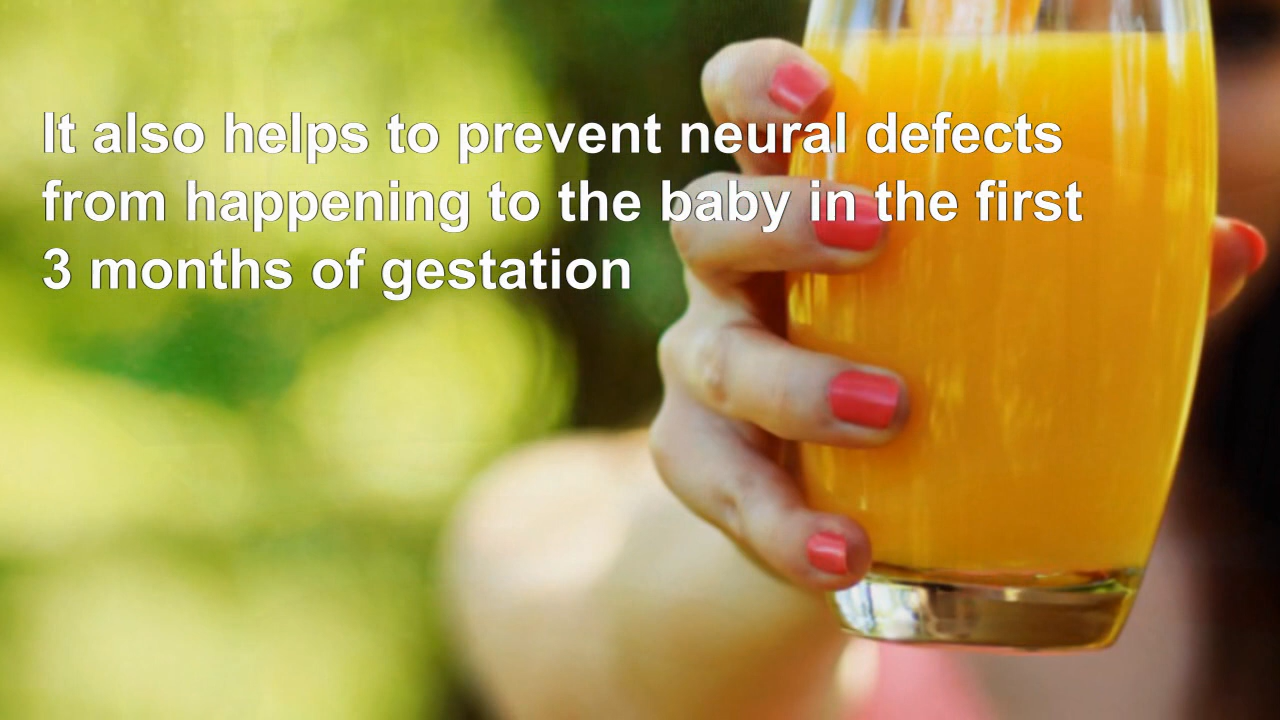 It also helps to prevent neural defects
from happening to the baby in the first
3 months of gestation